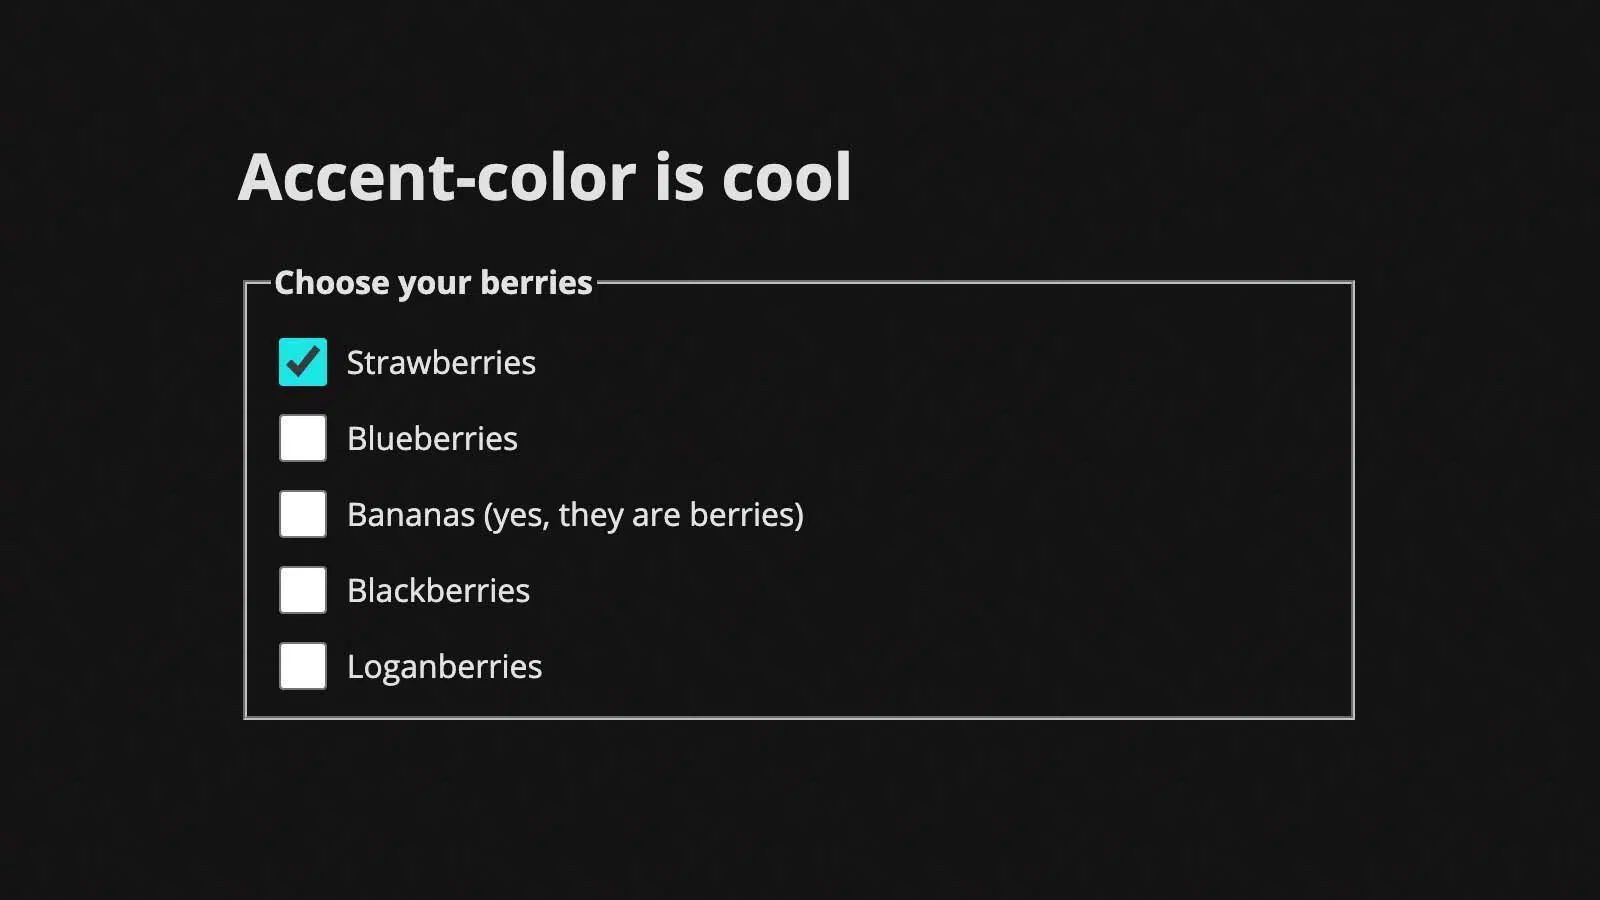 Accent-color is cool
Choose your berries
Strawberries
Blueberries
Bananas (yes, they are berries)
Blackberries
Loganberries